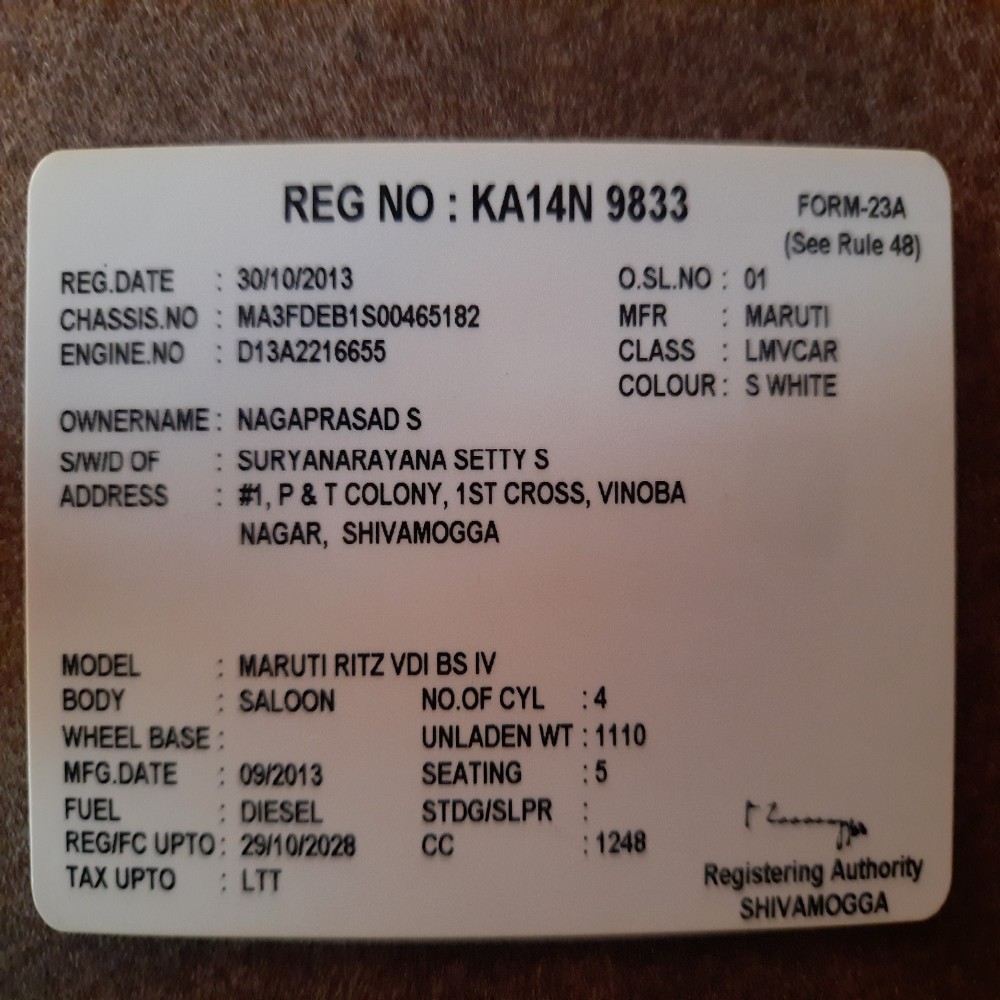 REG NO : KA14N 9833
FORM-23A
(See Rule 48)
REG.DATE : 30/10/2013 O.SL.NO : 01
CHASSIS.NO : MA3FDEB1S00465182 MFR : MARUTI
ENGINE.NO : D13A2216655 CLASS : LMVCAR
COLOUR : S WHITE
OWNERNAME : NAGAPRASAD S
S/W/D OF : SURYANARAYANA SETTY S
ADDRESS : #1, P & T COLONY, 1ST CROSS, VINOBA
NAGAR, SHIVAMOGGA
MODEL : MARUTI RITZ VDI BS IV
BODY : SALOON NO.OF CYL : 4
WHEEL BASE : UNLADEN WT : 1110
MFG.DATE : 09/2013 SEATING : 5
FUEL : DIESEL STDG/SLPR :
REG/FC UPTO : 29/10/2028 CC : 1248
TAX UPTO : LTT
Registering Authority
SHIVAMOGGA